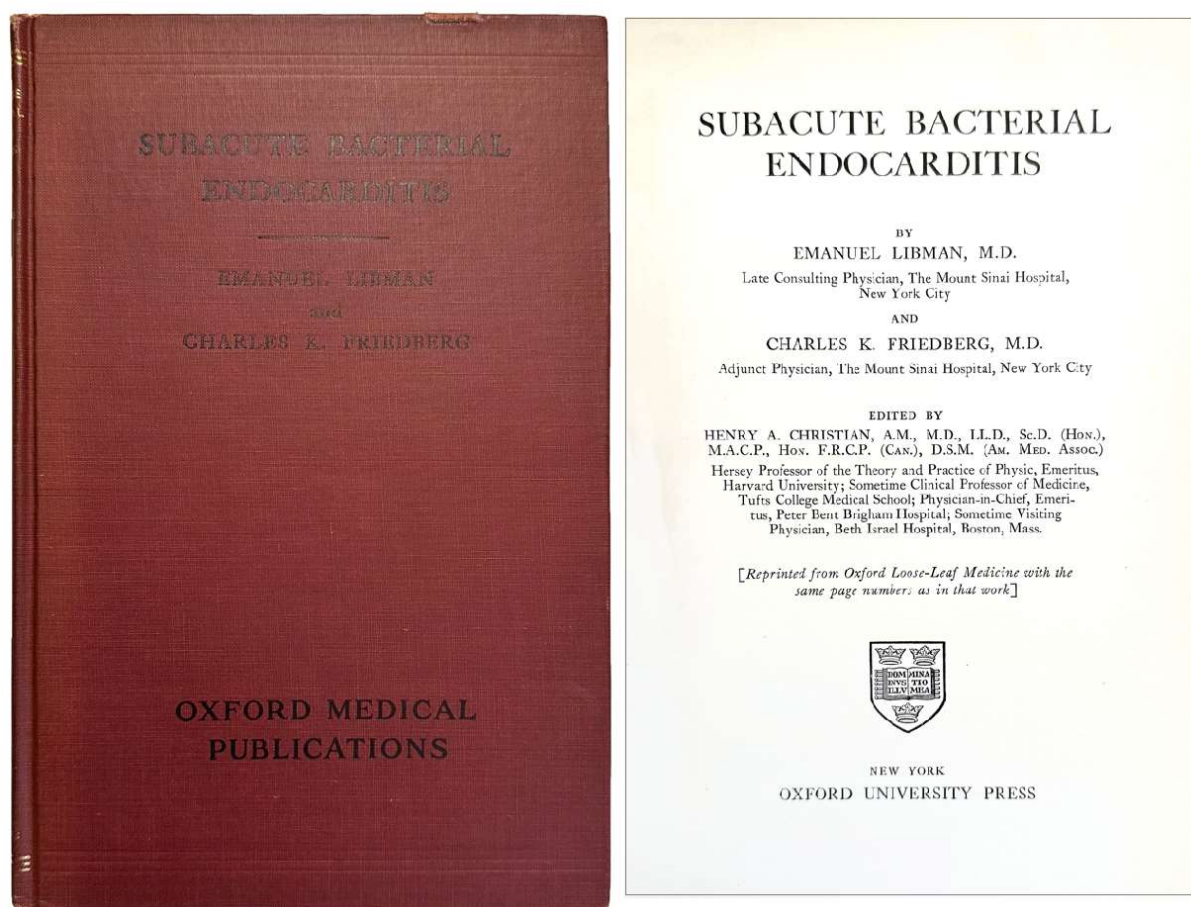 SUBACUTE BACTERIAL
ENDOCARDITIS
EMANUEL LIBMAN
and
CHARLES K. FRIEDBERG
OXFORD MEDICAL
PUBLICATIONS
SUBACUTE BACTERIAL
ENDOCARDITIS
BY
EMANUEL LIBMAN, M.D.
Late Consulting Physician, The Mount Sinai Hospital,
New York City
AND
CHARLES K. FRIEDBERG, M.D.
Adjunct Physician, The Mount Sinai Hospital, New York City
EDITED BY
HENRY A. CHRISTIAN, A.M., M.D., LL.D., Sc.D. (Hon.),
M.A.C.P., Hon. F.R.C.P. (Can.), D.S.M. (Am. Med. Assoc.)
Hersey Professor of the Theory and Practice of Physic, Emeritus,
Harvard University; Sometime Clinical Professor of Medicine,
Tufts College Medical School; Physician-in-Chief, Emeri-
tus, Peter Bent Brigham Hospital; Sometime Visiting
Physician, Beth Israel Hospital, Boston, Mass.
[Reprinted from Oxford Loose-Leaf Medicine with the
same page numbers as in that work]
DOM MINA
INVS TIO
ILLV MEA
NEW YORK
OXFORD UNIVERSITY PRESS